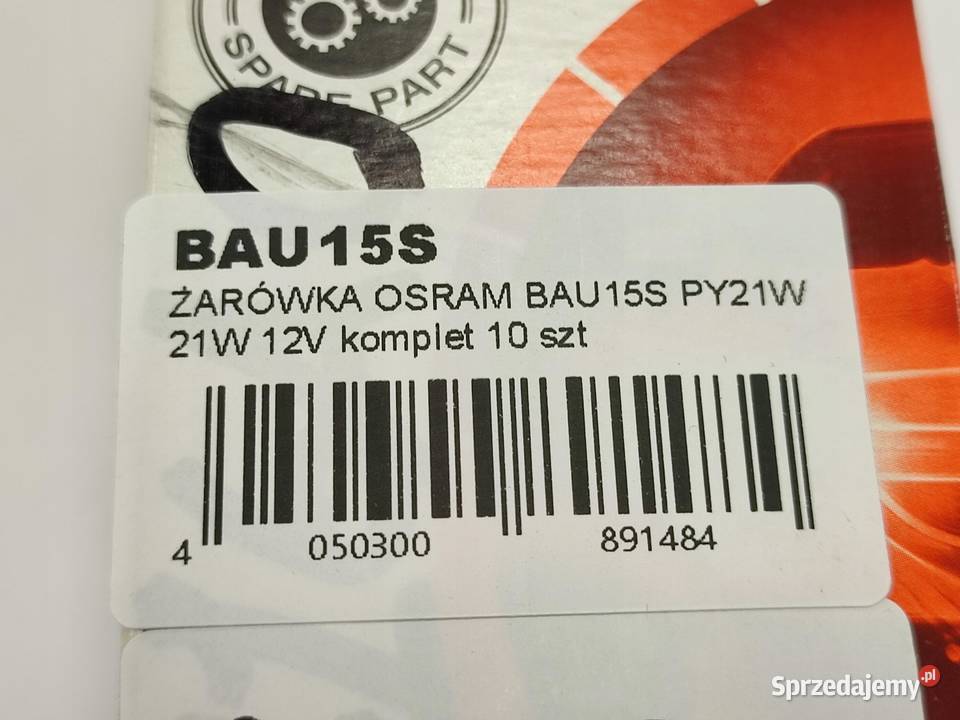 SPARE PART
BAU15S
ŻARÓWKA OSRAM BAU15S PY21W
21W 12V komplet 10 szt
4 050300 891484
Sprzedajemy.pl